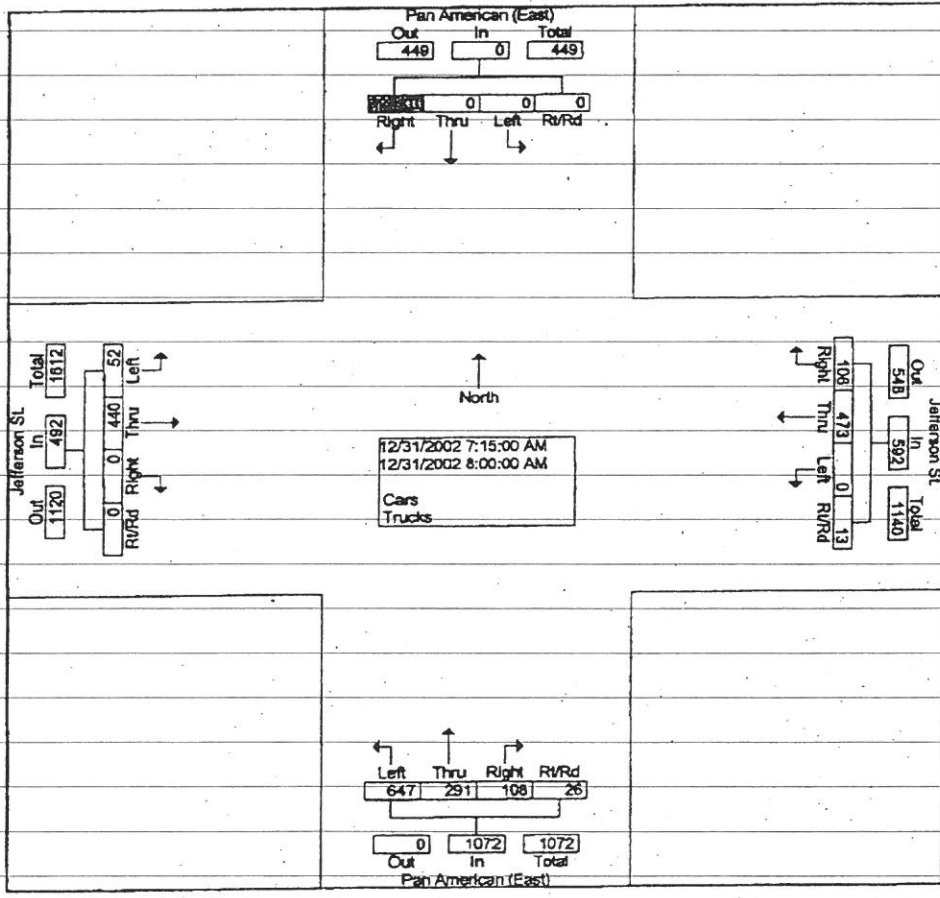 Pan American (East)
Out In Total
449 0 449
0 0 0
Right Thru Left Rt/Rd
Jefferson St.
Total In Out
1612 492 1120
52 440 0 0
Left Thru Right Rt/Rd
North
12/31/2002 7:15:00 AM
12/31/2002 8:00:00 AM
Cars
Trucks
Right Thru Left Rt/Rd
106 473 0 13
Out In Total
548 592 1140
Jefferson St.
Left Thru Right Rt/Rd
647 291 108 26
0 1072 1072
Out In Total
Pan American (East)